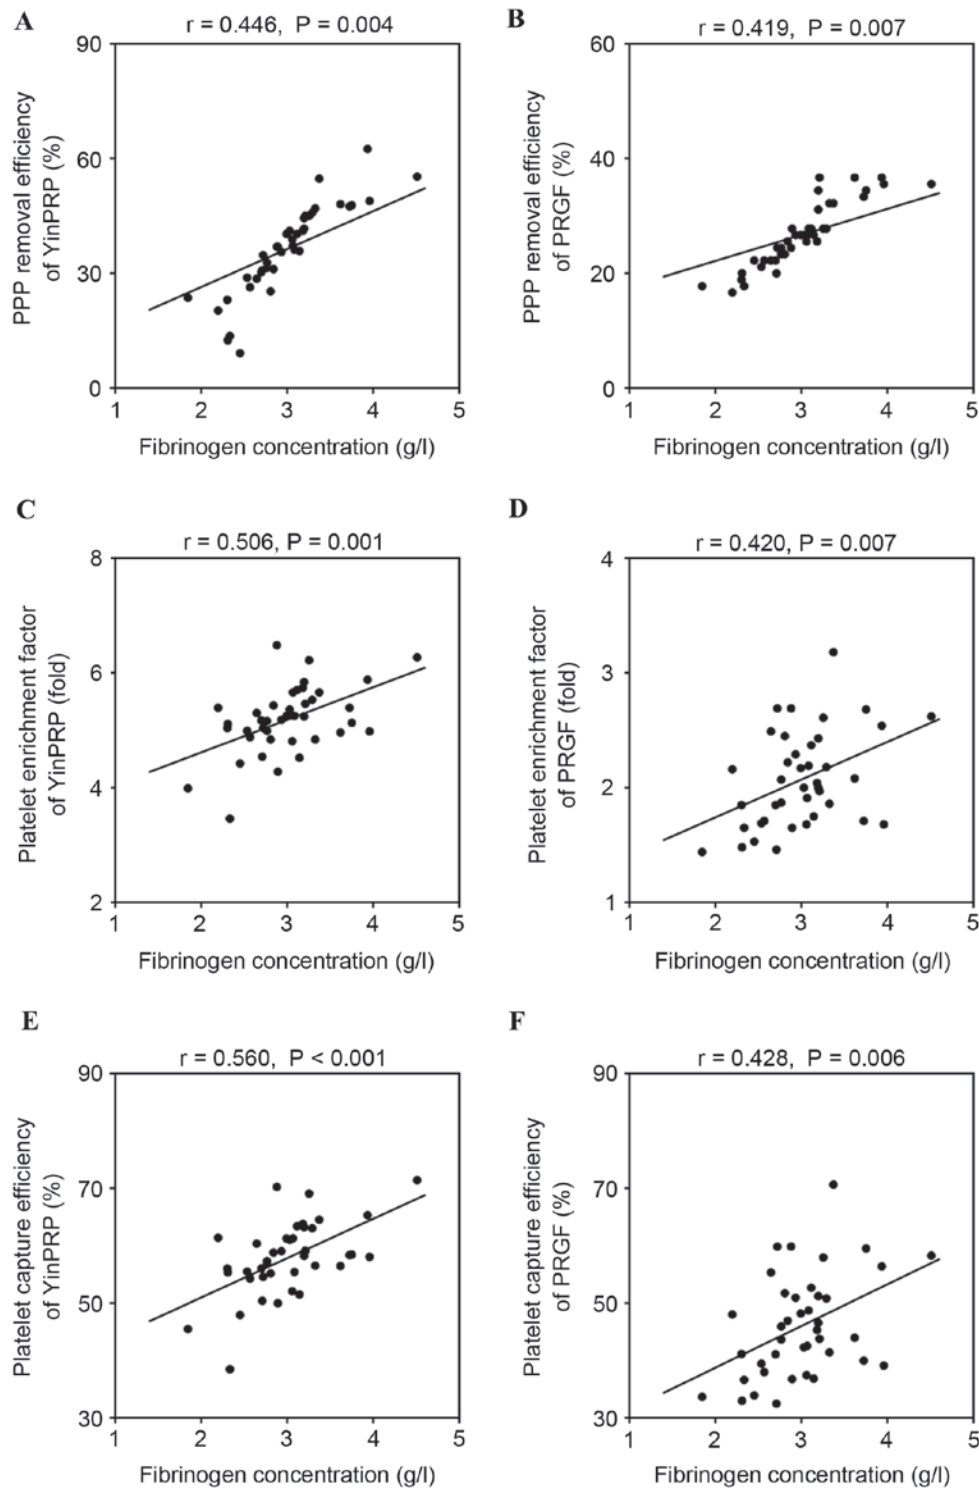 A
r = 0.446, P = 0.004
PPP removal efficiency
of YinPRP (%)
90
60
30
0
1 2 3 4 5
Fibrinogen concentration (g/l)
B
r = 0.419, P = 0.007
PPP removal efficiency
of PRGF (%)
60
40
20
0
1 2 3 4 5
Fibrinogen concentration (g/l)
C
r = 0.506, P = 0.001
Platelet enrichment factor
of YinPRP (fold)
8
6
4
2
1 2 3 4 5
Fibrinogen concentration (g/l)
D
r = 0.420, P = 0.007
Platelet enrichment factor
of PRGF (fold)
4
3
2
1
1 2 3 4 5
Fibrinogen concentration (g/l)
E
r = 0.560, P < 0.001
Platelet capture efficiency
of YinPRP (%)
90
70
50
30
1 2 3 4 5
Fibrinogen concentration (g/l)
F
r = 0.428, P = 0.006
Platelet capture efficiency
of PRGF (%)
90
70
50
30
1 2 3 4 5
Fibrinogen concentration (g/l)